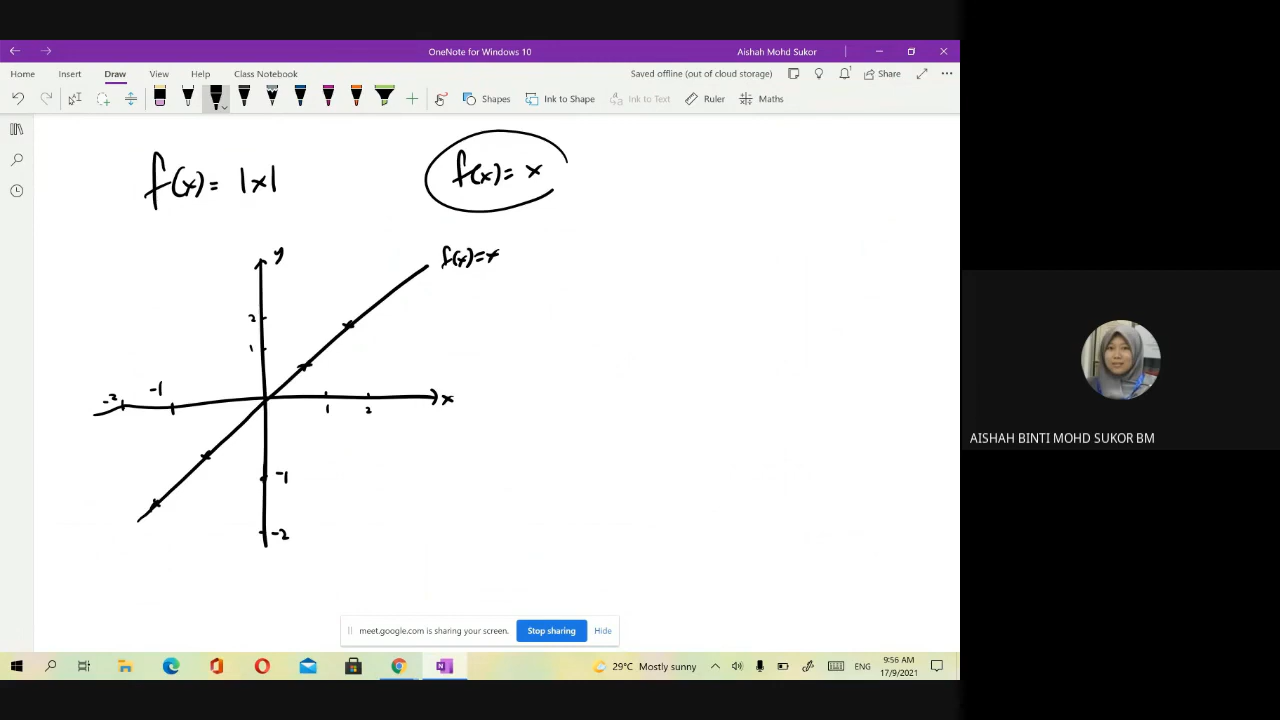 OneNote for Windows 10
Aishah Mohd Sukor
Home Insert Draw View Help Class Notebook
Saved offline (out of cloud storage)
Share
Shapes Ink to Shape Ink to Text Ruler Maths
f(x) = |x|
f(x) = x
y
f(x) = x
2
1
-2 -1
1 2
x
-1
-2
AISHAH BINTI MOHD SUKOR BM
meet.google.com is sharing your screen. Stop sharing Hide
29°C Mostly sunny
ENG
9:56 AM
17/9/2021